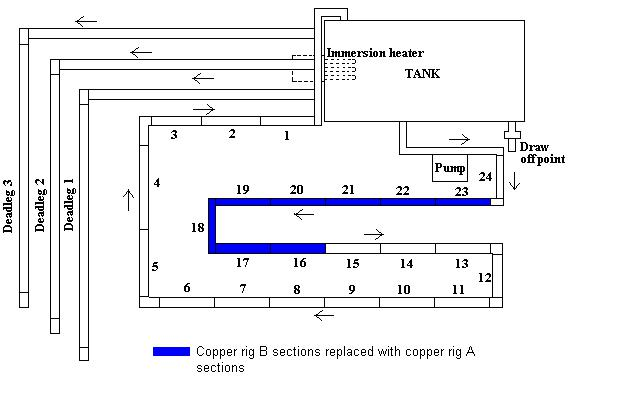 Immersion heater
TANK
Draw
off point
Pump
24
3
2
1
4
19
20
21
22
23
18
17
16
15
14
13
12
5
6
7
8
9
10
11
Deadleg 3
Deadleg 2
Deadleg 1
Copper rig B sections replaced with copper rig A
sections